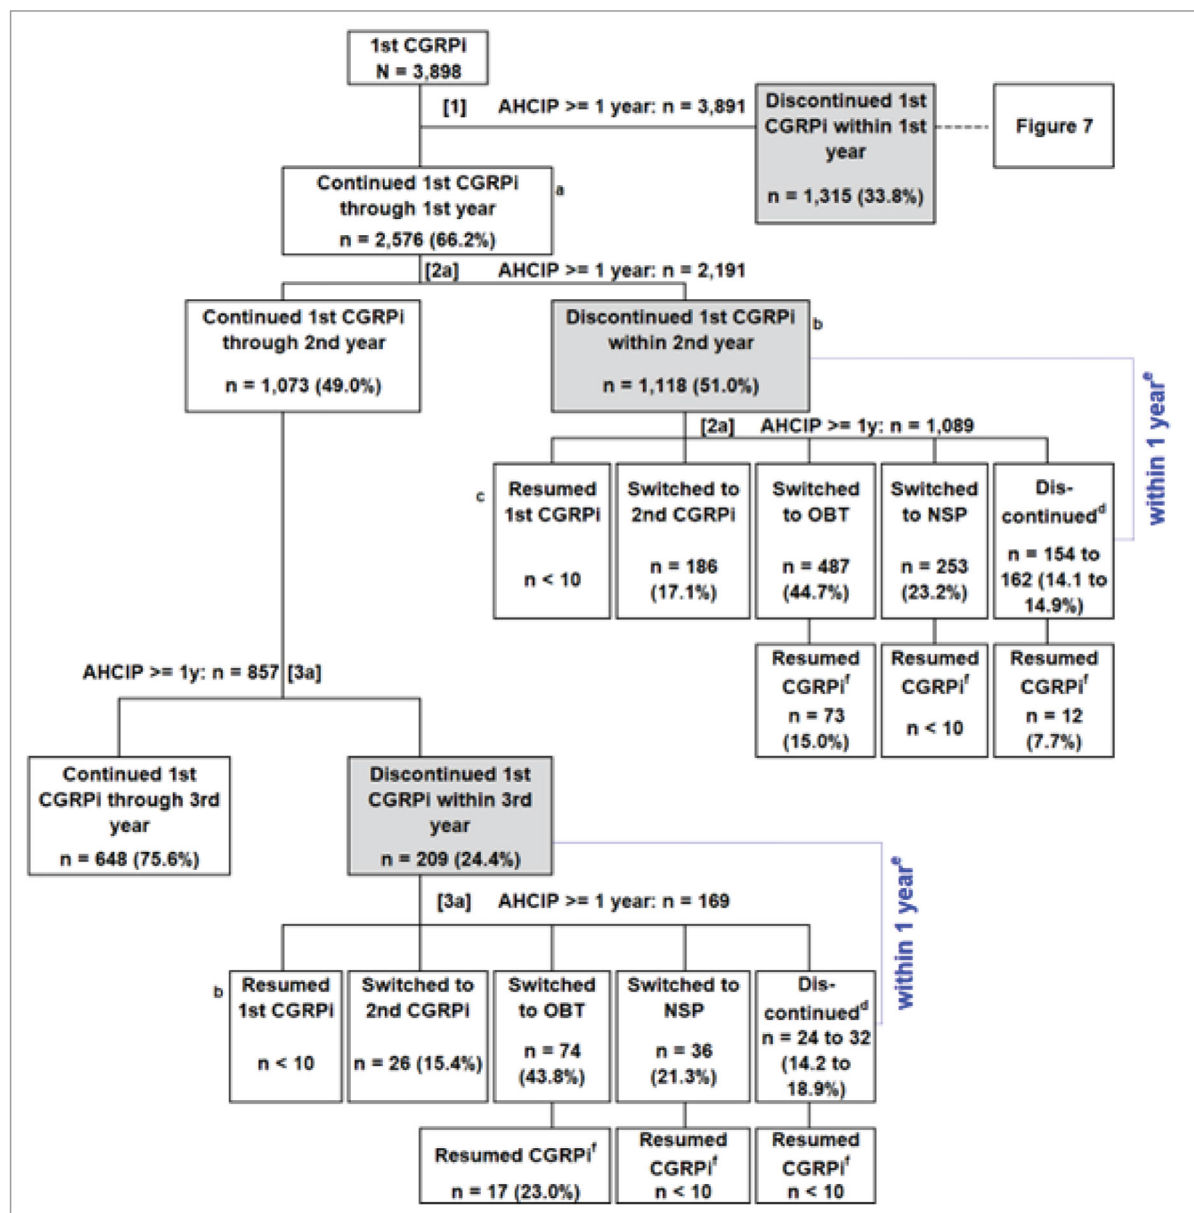 1st CGRPi
N = 3,898
[1] AHCIP >= 1 year: n = 3,891
Discontinued 1st
CGRPi within 1st
year
n = 1,315 (33.8%)
Figure 7
Continued 1st CGRPi
through 1st year
n = 2,576 (66.2%)
a
[2a] AHCIP >= 1 year: n = 2,191
Continued 1st CGRPi
through 2nd year
n = 1,073 (49.0%)
Discontinued 1st CGRPi
within 2nd year
n = 1,118 (51.0%)
b
within 1 year^e
[2a] AHCIP >= 1y: n = 1,089
c
Resumed
1st CGRPi
n < 10
Switched to
2nd CGRPi
n = 186
(17.1%)
Switched
to OBT
n = 487
(44.7%)
Switched
to NSP
n = 253
(23.2%)
Dis-
continued^d
n = 154 to
162 (14.1 to
14.9%)
Resumed
CGRPi^f
n = 73
(15.0%)
Resumed
CGRPi^f
n < 10
Resumed
CGRPi^f
n = 12
(7.7%)
AHCIP >= 1y: n = 857 [3a]
Continued 1st
CGRPi through 3rd
year
n = 648 (75.6%)
Discontinued 1st
CGRPi within 3rd
year
n = 209 (24.4%)
within 1 year^e
[3a] AHCIP >= 1 year: n = 169
b
Resumed
1st CGRPi
n < 10
Switched to
2nd CGRPi
n = 26 (15.4%)
Switched
to OBT
n = 74
(43.8%)
Switched to
NSP
n = 36
(21.3%)
Dis-
continued^d
n = 24 to 32
(14.2 to
18.9%)
Resumed CGRPi^f
n = 17 (23.0%)
Resumed
CGRPi^f
n < 10
Resumed
CGRPi^f
n < 10